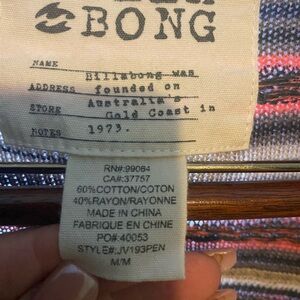 BONG
NAME Billabong was
ADDRESS founded on
Australia's
STORE Gold Coast in
NOTES 1973.
RN#:99084
CA#:37757
60%COTTON/COTON
40%RAYON/RAYONNE
MADE IN CHINA
FABRIQUE EN CHINE
PO#:40053
STYLE#:JV193PEN
M/M